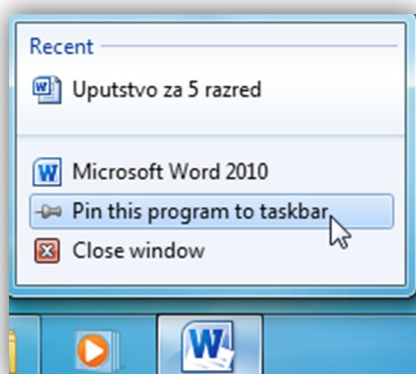 Recent
Uputstvo za 5 razred
Microsoft Word 2010
Pin this program to taskbar
Close window